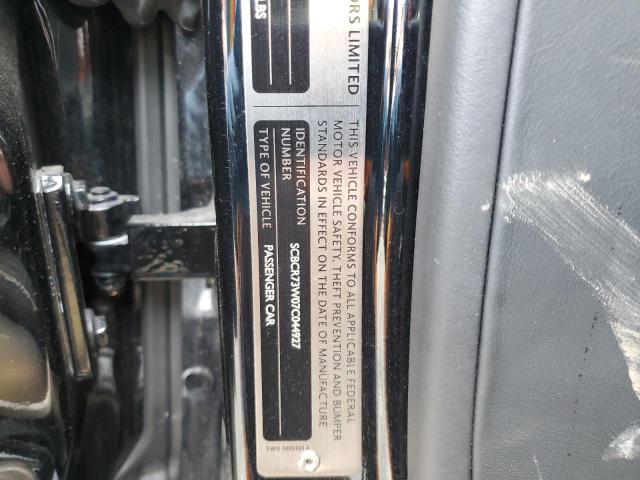 ORS LIMITED
LBS
THIS VEHICLE CONFORMS TO ALL APPLICABLE FEDERAL
MOTOR VEHICLE SAFETY, THEFT PREVENTION AND BUMPER
STANDARDS IN EFFECT ON THE DATE OF MANUFACTURE
IDENTIFICATION
NUMBER SCBCR73W07C044927
TYPE OF VEHICLE PASSENGER CAR